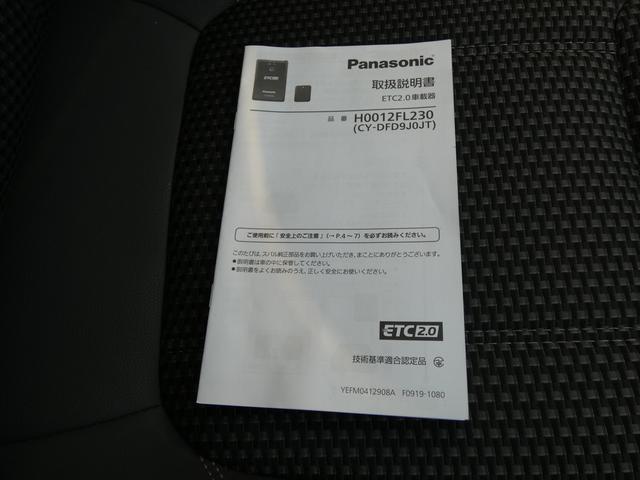 Panasonic
取扱説明書
ETC2.0車載器
品番 H0012FL230
(CY-DFD9J0JT)
ETC2.0
Panasonic
ご使用前に「安全上のご注意」(→P.4～7)を必ずお読みください。
このたびは、スバル純正部品をお買い上げいただき、まことにありがとうございます。
●説明書は車の中に保管してください。
●説明書をよくお読みのうえ、正しく安全にお使いください。
ETC2.0
技術基準適合認定品
YEFM0412908A F0919-1080